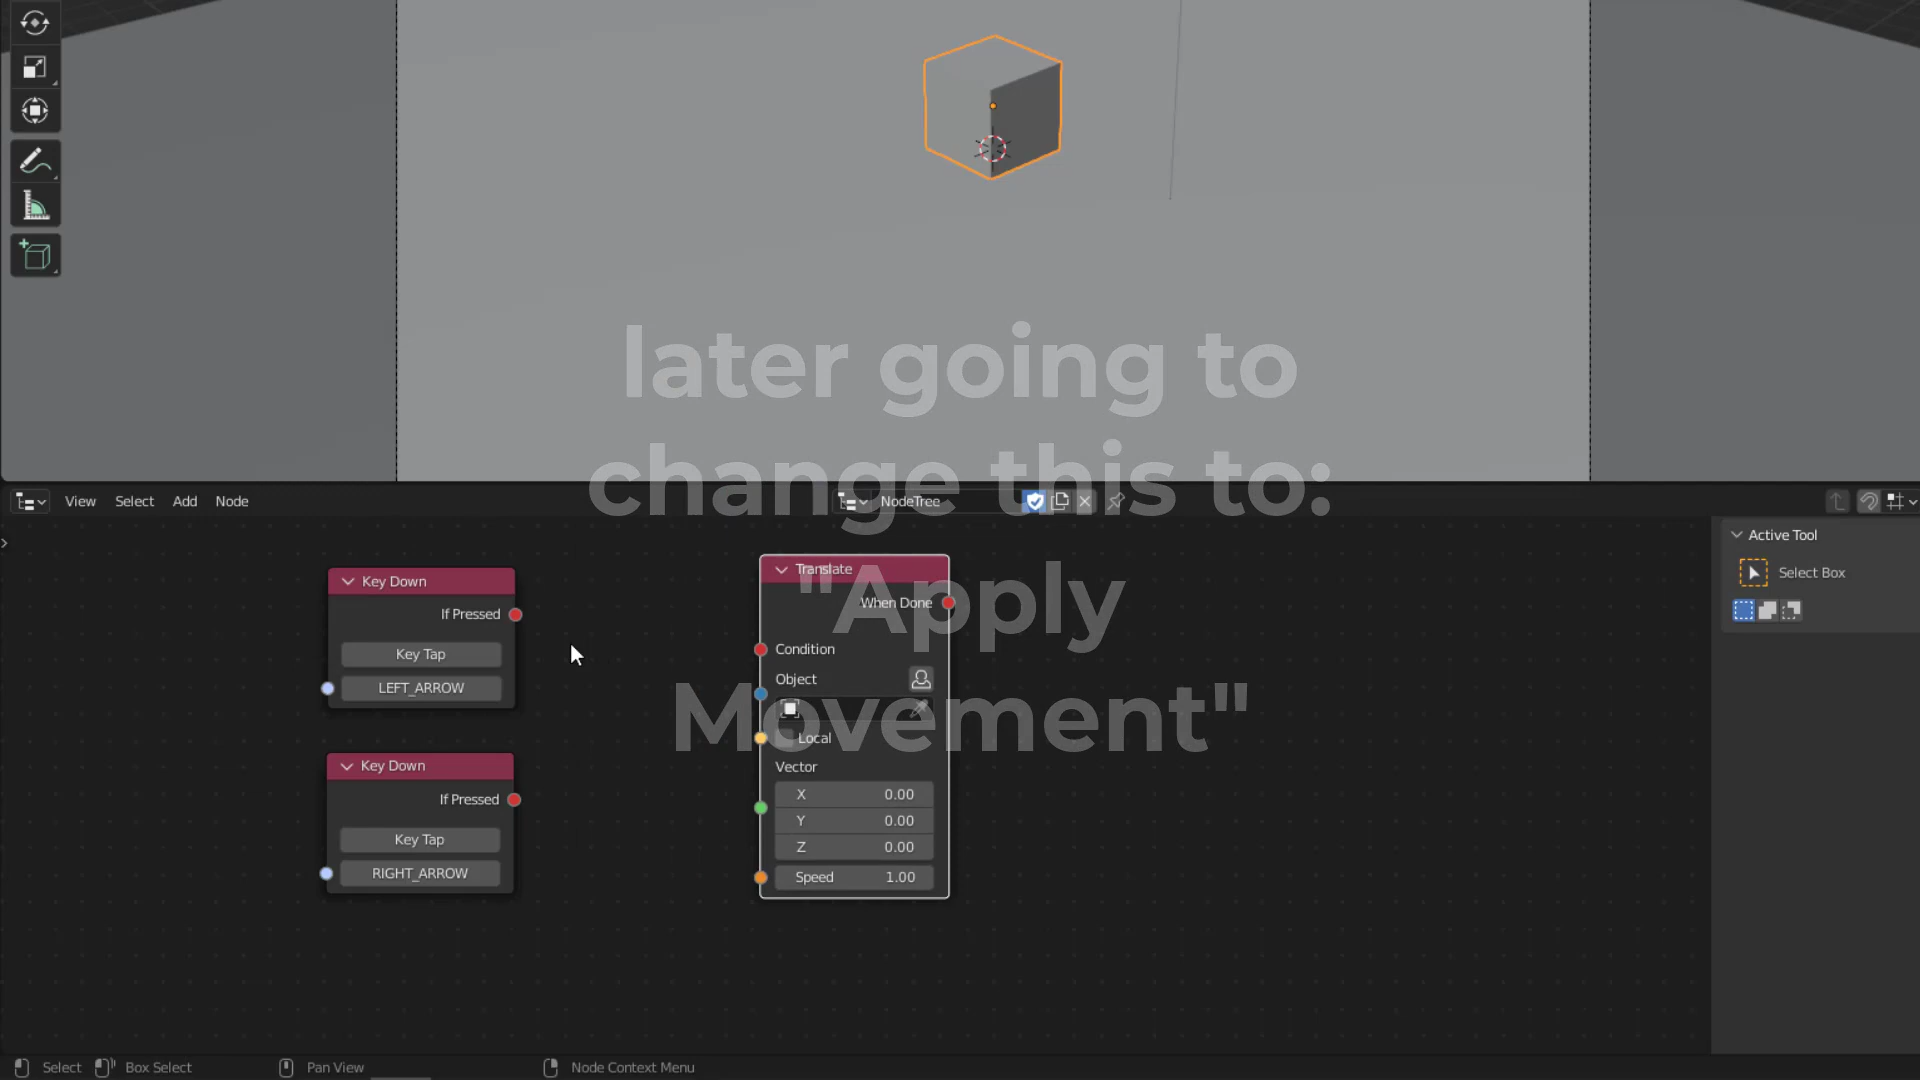 later going to
change this to:
"Apply
Movement"
View Select Add Node
NodeTree
Active Tool
Select Box
Key Down
If Pressed
Key Tap
LEFT_ARROW
Key Down
If Pressed
Key Tap
RIGHT_ARROW
Translate
When Done
Condition
Object
Local
Vector
X 0.00
Y 0.00
Z 0.00
Speed 1.00
Select Box Select Pan View Node Context Menu